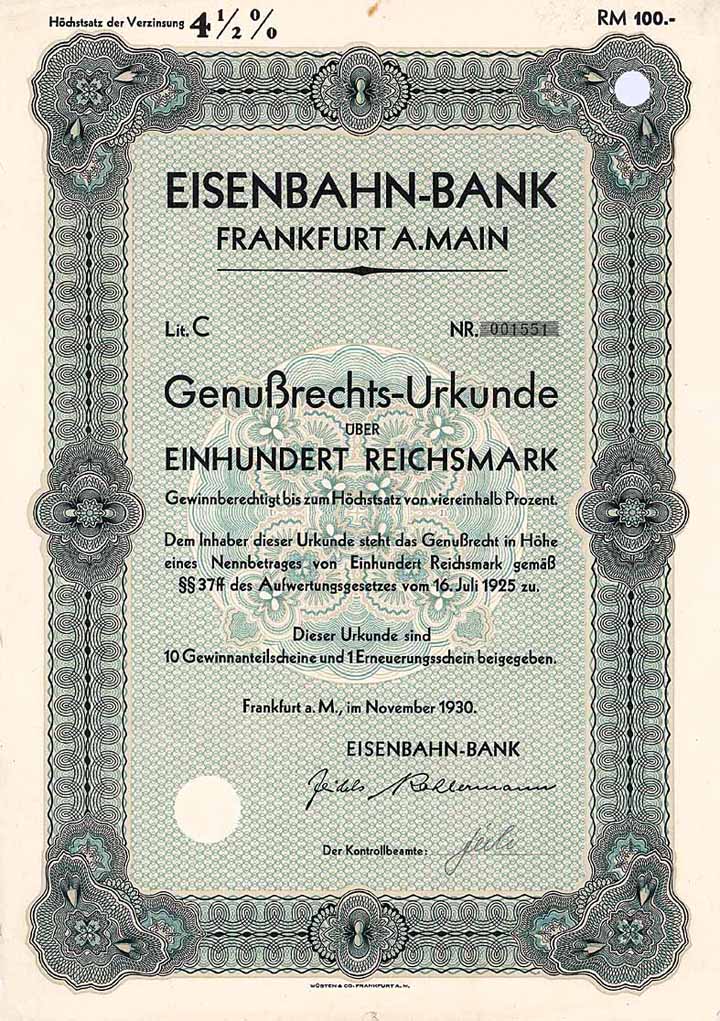 Höchstsatz der Verzinsung 4½% RM 100.-
EISENBAHN-BANK
FRANKFURT A.MAIN
Lit. C NR. 001551
Genußrechts-Urkunde
ÜBER
EINHUNDERT REICHSMARK
Gewinnberechtigt bis zum Höchstsatz von viereinhalb Prozent.
Dem Inhaber dieser Urkunde steht das Genußrecht in Höhe
eines Nennbetrages von Einhundert Reichsmark gemäß
§§ 37ff des Aufwertungsgesetzes vom 16. Juli 1925 zu.
Dieser Urkunde sind
10 Gewinnanteilscheine und 1 Erneuerungsschein beigegeben.
Frankfurt a. M., im November 1930.
EISENBAHN-BANK
Der Kontrollbeamte:
WÜSTEN & CO. FRANKFURT A. M.